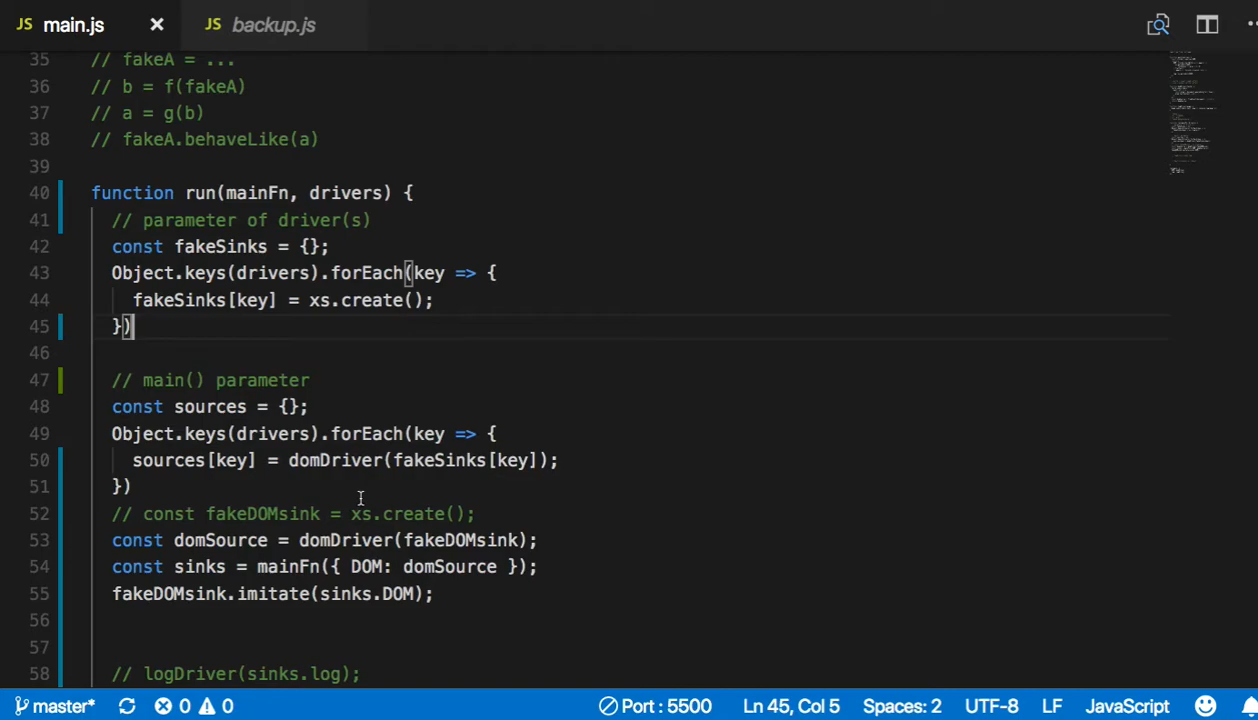 JS main.js × JS backup.js
35 // fakeA = ...
36 // b = f(fakeA)
37 // a = g(b)
38 // fakeA.behaveLike(a)
39
40 function run(mainFn, drivers) {
41 // parameter of driver(s)
42 const fakeSinks = {};
43 Object.keys(drivers).forEach(key => {
44 fakeSinks[key] = xs.create();
45 })
46
47 // main() parameter
48 const sources = {};
49 Object.keys(drivers).forEach(key => {
50 sources[key] = domDriver(fakeSinks[key]);
51 })
52 // const fakeDOMsink = xs.create();
53 const domSource = domDriver(fakeDOMsink);
54 const sinks = mainFn({ DOM: domSource });
55 fakeDOMsink.imitate(sinks.DOM);
56
57
58 // logDriver(sinks.log);
master* 0 0 Port : 5500 Ln 45, Col 5 Spaces: 2 UTF-8 LF JavaScript